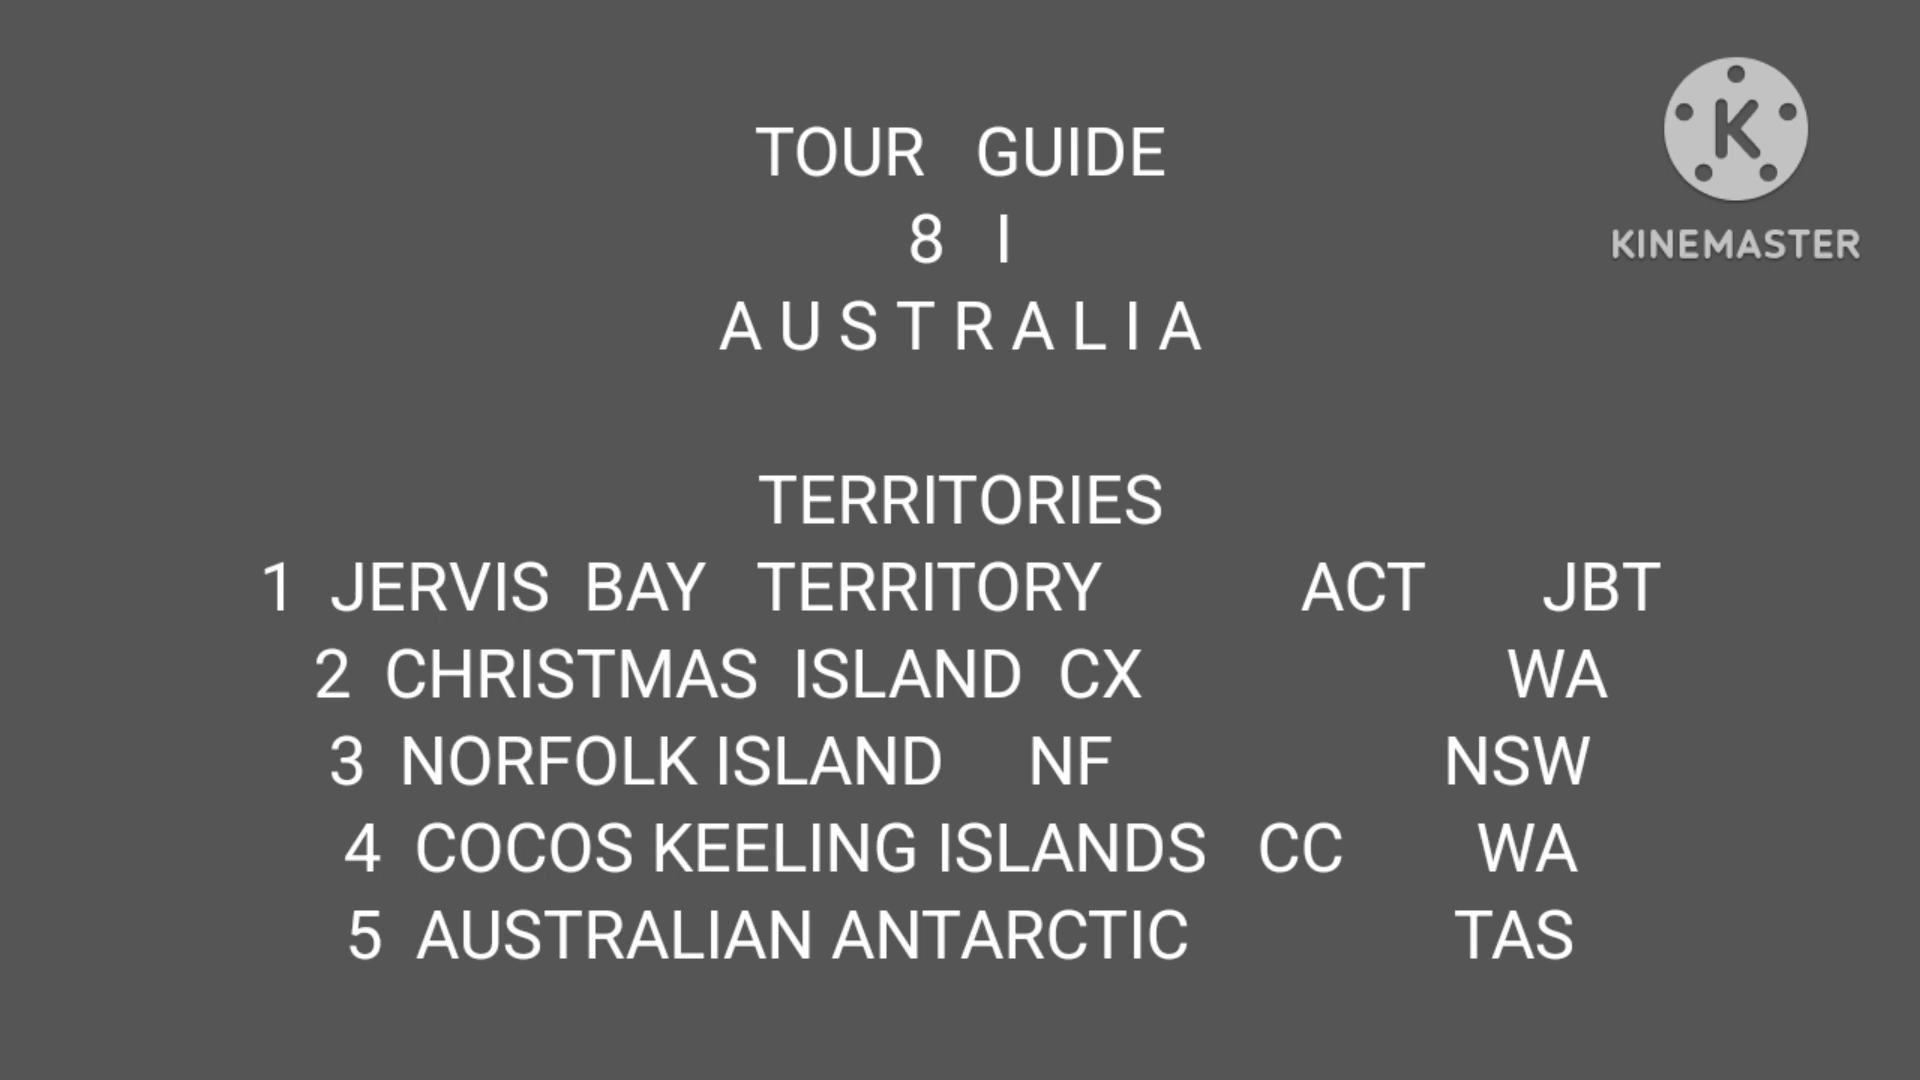 TOUR GUIDE
8 I
AUSTRALIA
TERRITORIES
1 JERVIS BAY TERRITORY ACT JBT
2 CHRISTMAS ISLAND CX WA
3 NORFOLK ISLAND NF NSW
4 COCOS KEELING ISLANDS CC WA
5 AUSTRALIAN ANTARCTIC TAS
K
KINEMASTER